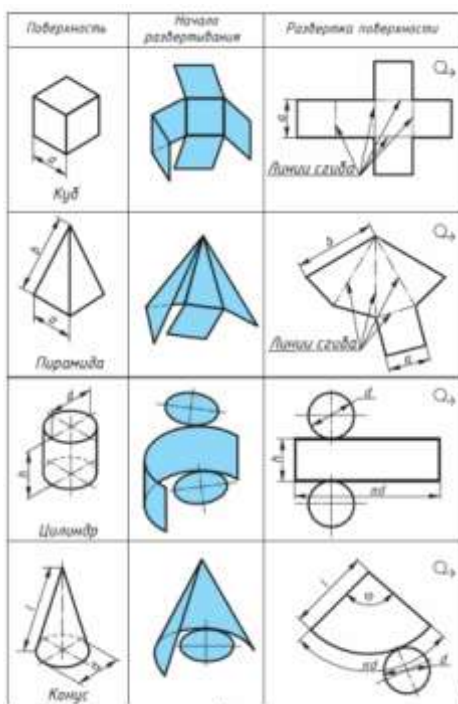 Поверхность
Начало
развертывания
Развертка поверхности
a
Куб
a
Линии сгиба
b
a
Пирамида
b
Линии сгиба
a
d
h
Цилиндр
d
h
πd
l
d
Конус
l
πd
d